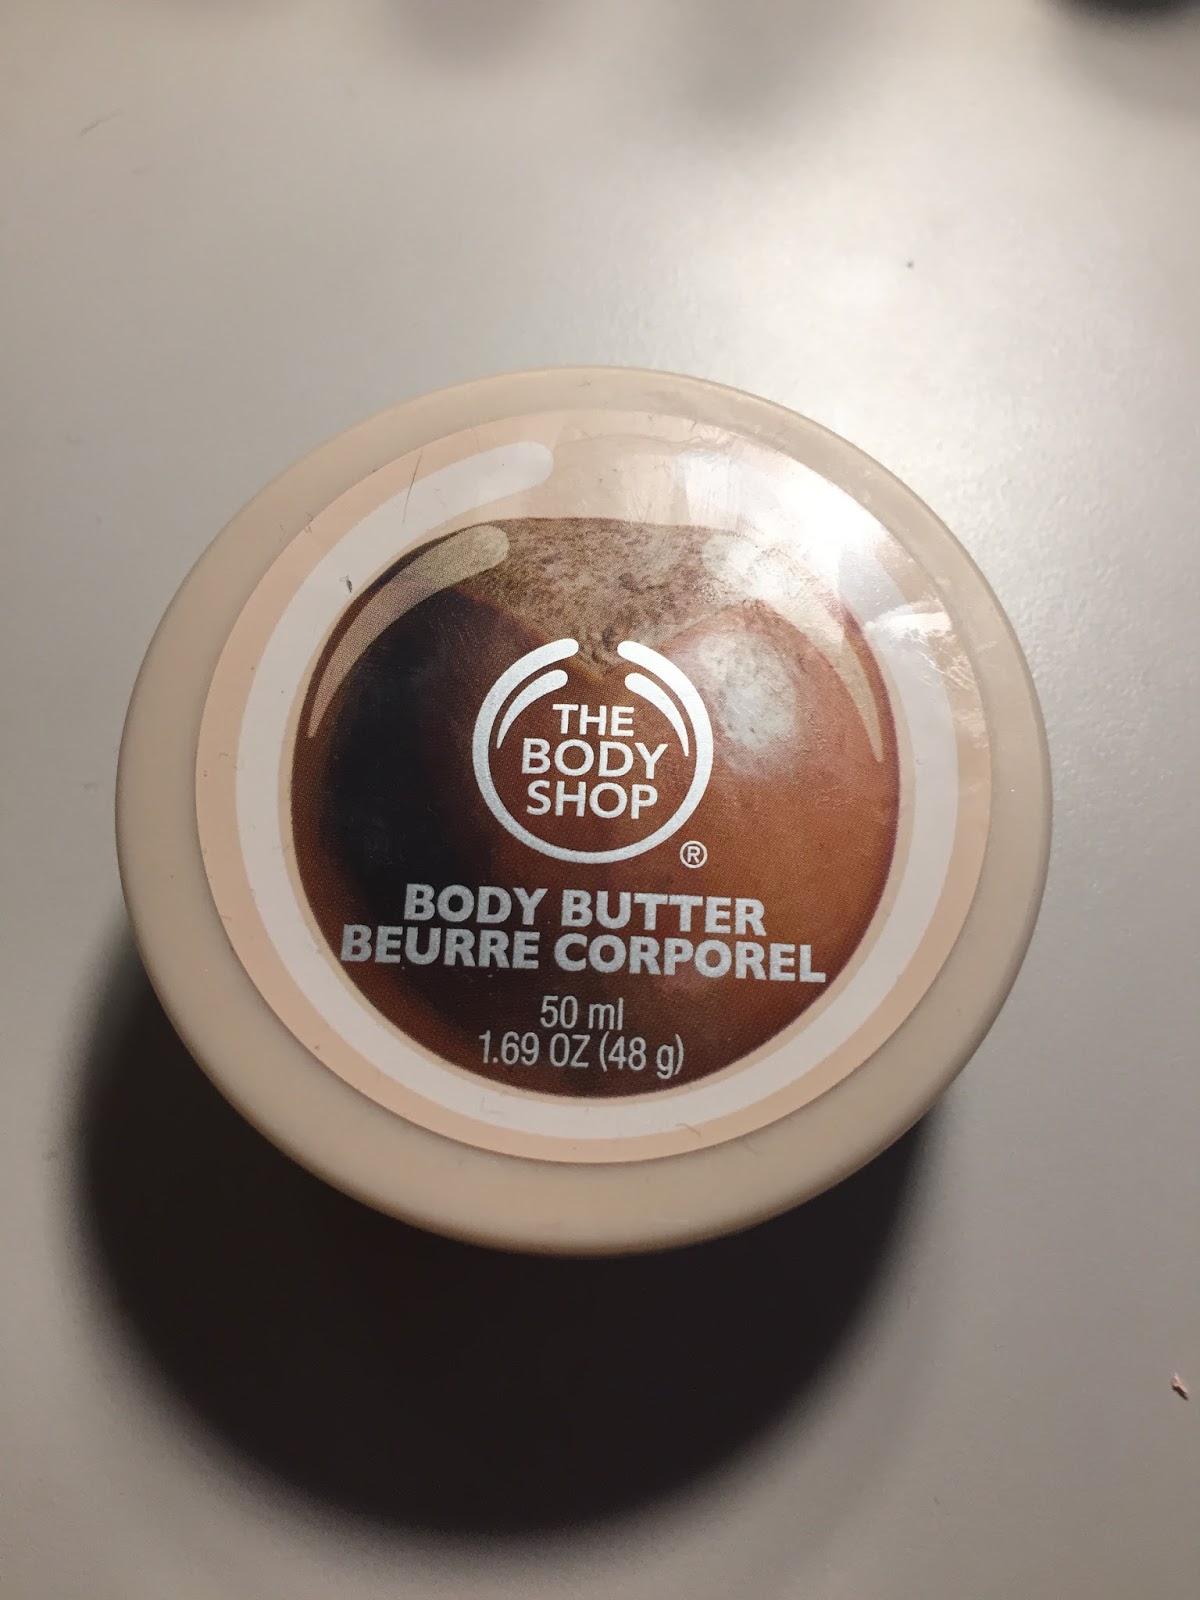 THE
BODY
SHOP
®
BODY BUTTER
BEURRE CORPOREL
50 ml
1.69 OZ (48 g)